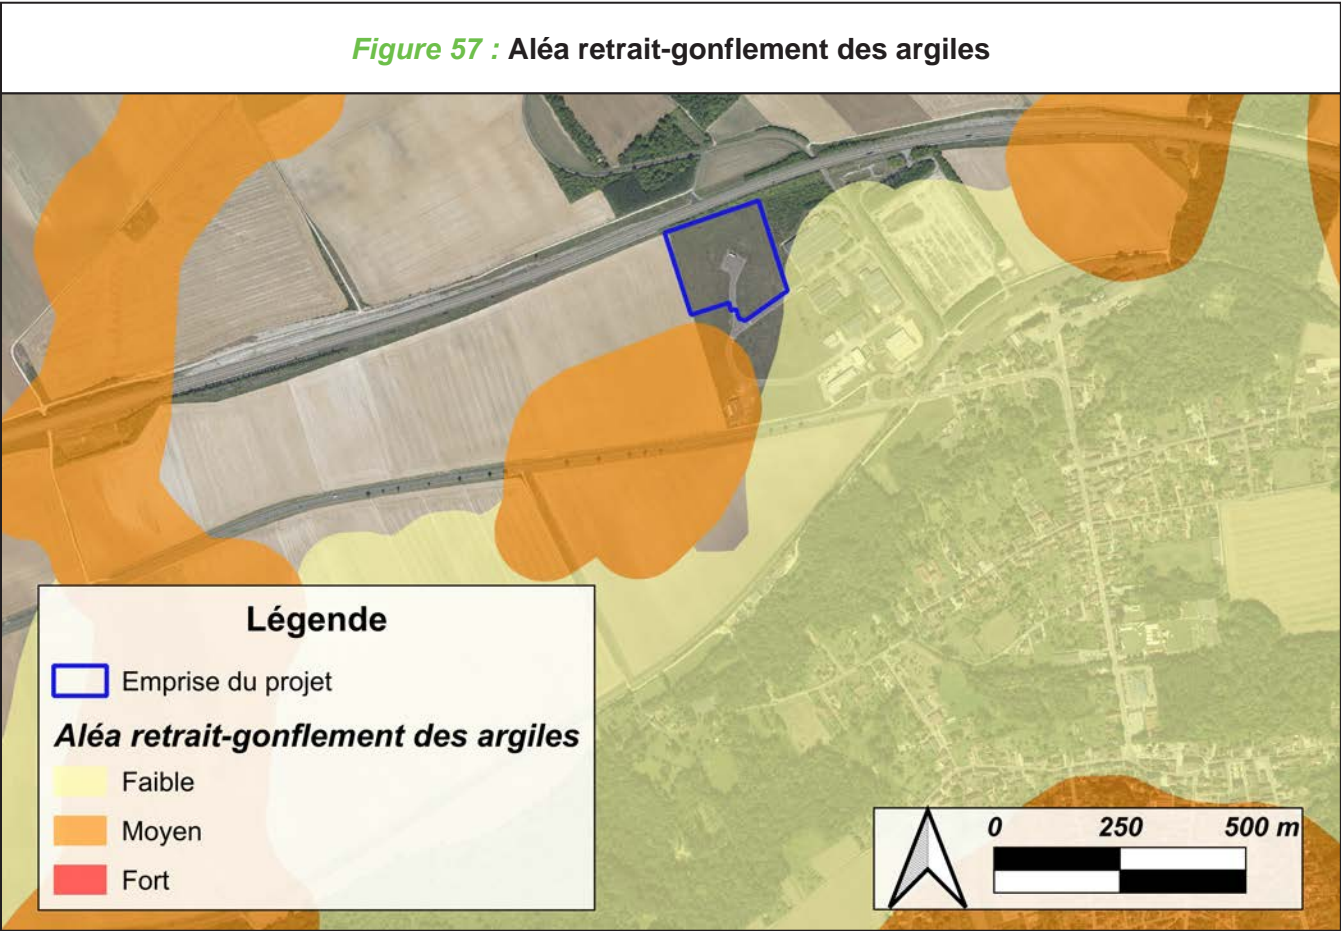 Figure 57 : Aléa retrait-gonflement des argiles
Légende
Emprise du projet
Aléa retrait-gonflement des argiles
Faible
Moyen
Fort
0 250 500 m